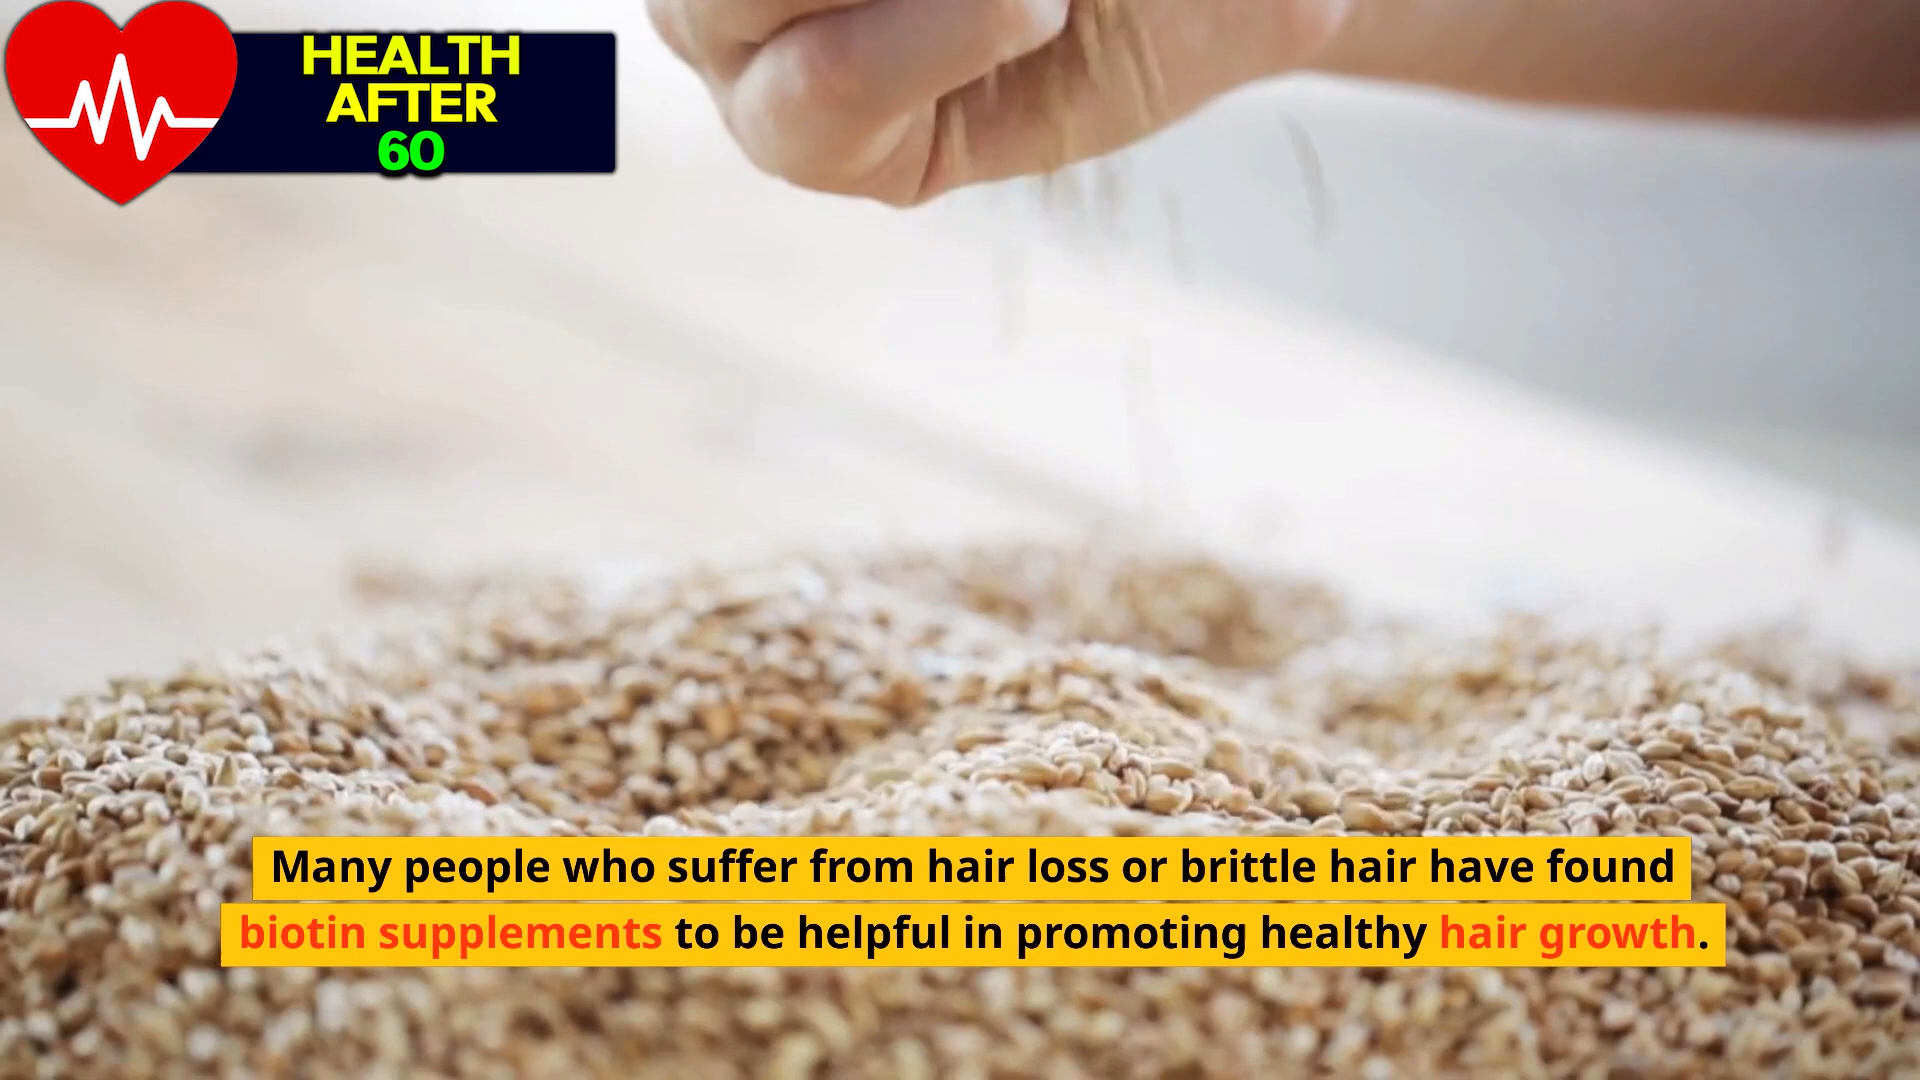 HEALTH
AFTER
60
Many people who suffer from hair loss or brittle hair have found
biotin supplements to be helpful in promoting healthy hair growth.